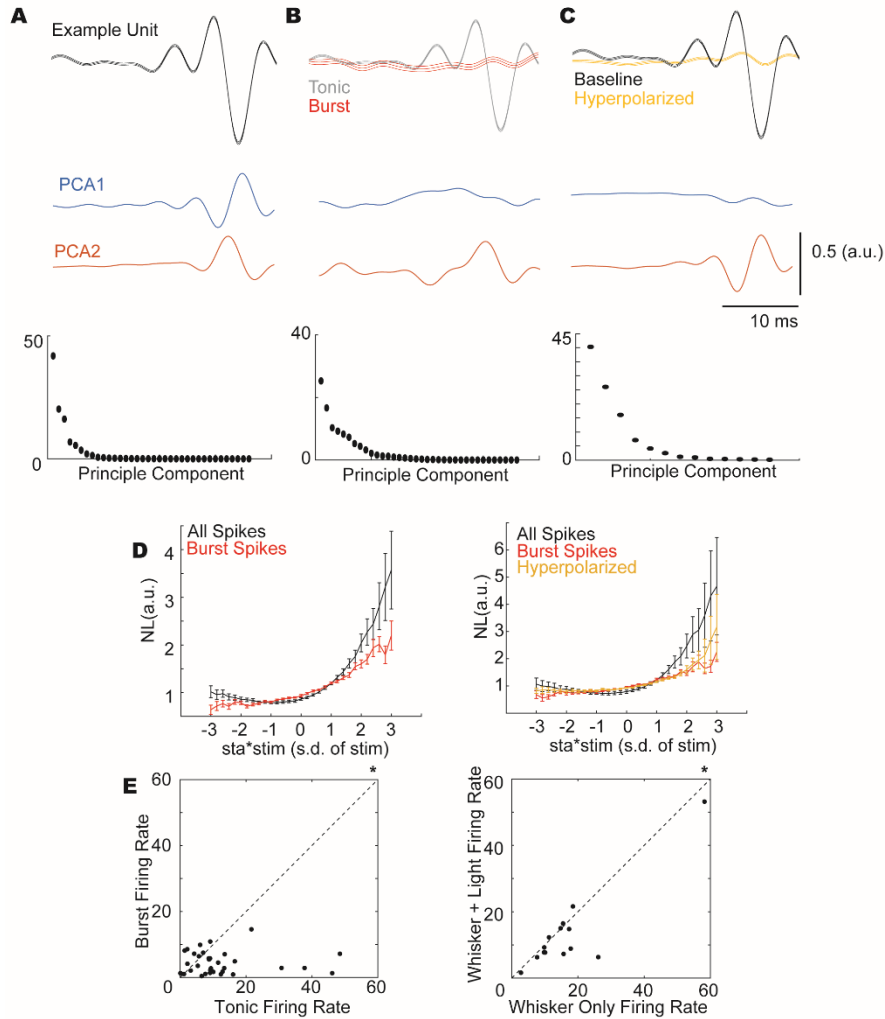 A
Example Unit
B
Tonic
Burst
C
Baseline
Hyperpolarized
PCA1
PCA2
0.5 (a.u.)
10 ms
50
0
Principle Component
40
0
Principle Component
45
0
Principle Component
D
All Spikes
Burst Spikes
NL(a.u.)
4
3
2
1
-3 -2 -1 0 1 2 3
sta*stim (s.d. of stim)
All Spikes
Burst Spikes
Hyperpolarized
NL(a.u.)
6
5
4
3
2
1
-3 -2 -1 0 1 2 3
sta*stim (s.d. of stim)
E
*
Burst Firing Rate
60
40
20
0 20 40 60
Tonic Firing Rate
*
Whisker + Light Firing Rate
60
40
20
0
0 20 40 60
Whisker Only Firing Rate